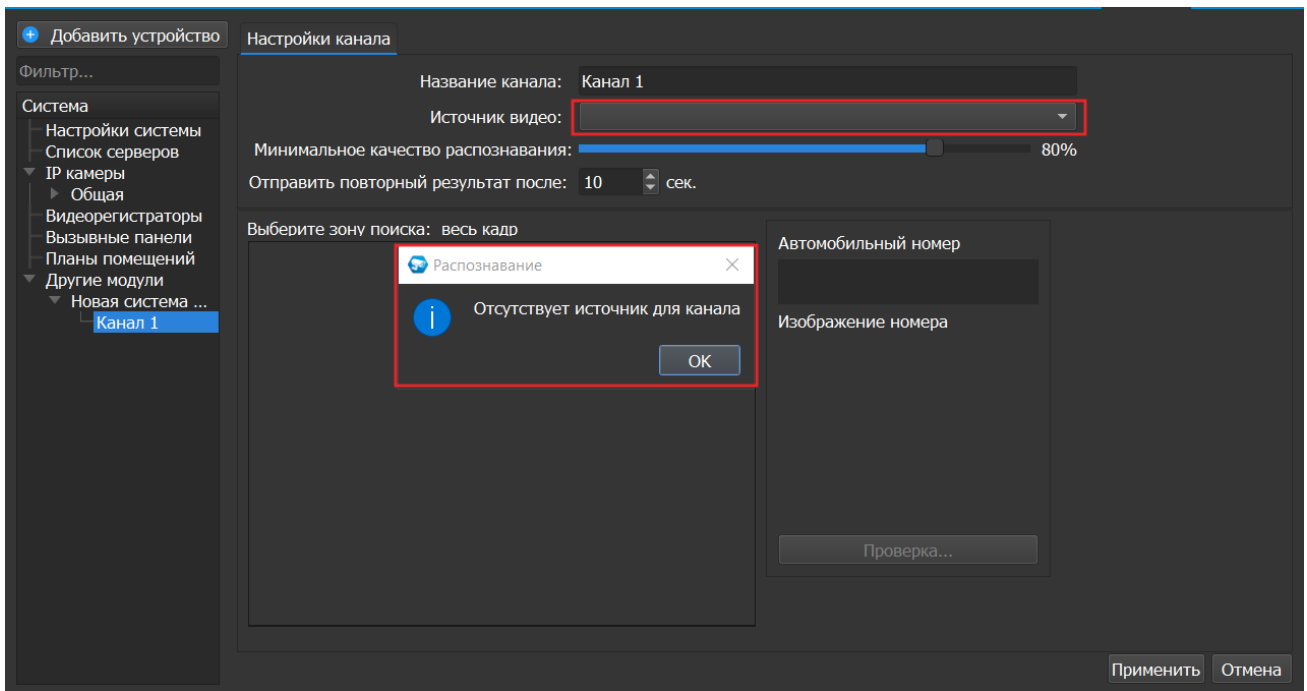 Добавить устройство
Настройки канала
Фильтр...
Название канала: Канал 1
Система
Источник видео:
Настройки системы
Список серверов
Минимальное качество распознавания: 80%
IP камеры
Отправить повторный результат после: 10 сек.
Общая
Видеорегистраторы
Выберите зону поиска: весь кадр
Вызывные панели
Автомобильный номер
Планы помещений
Распознавание
Другие модули
Новая система ...
Отсутствует источник для канала
Канал 1
Изображение номера
OK
Проверка...
Применить Отмена